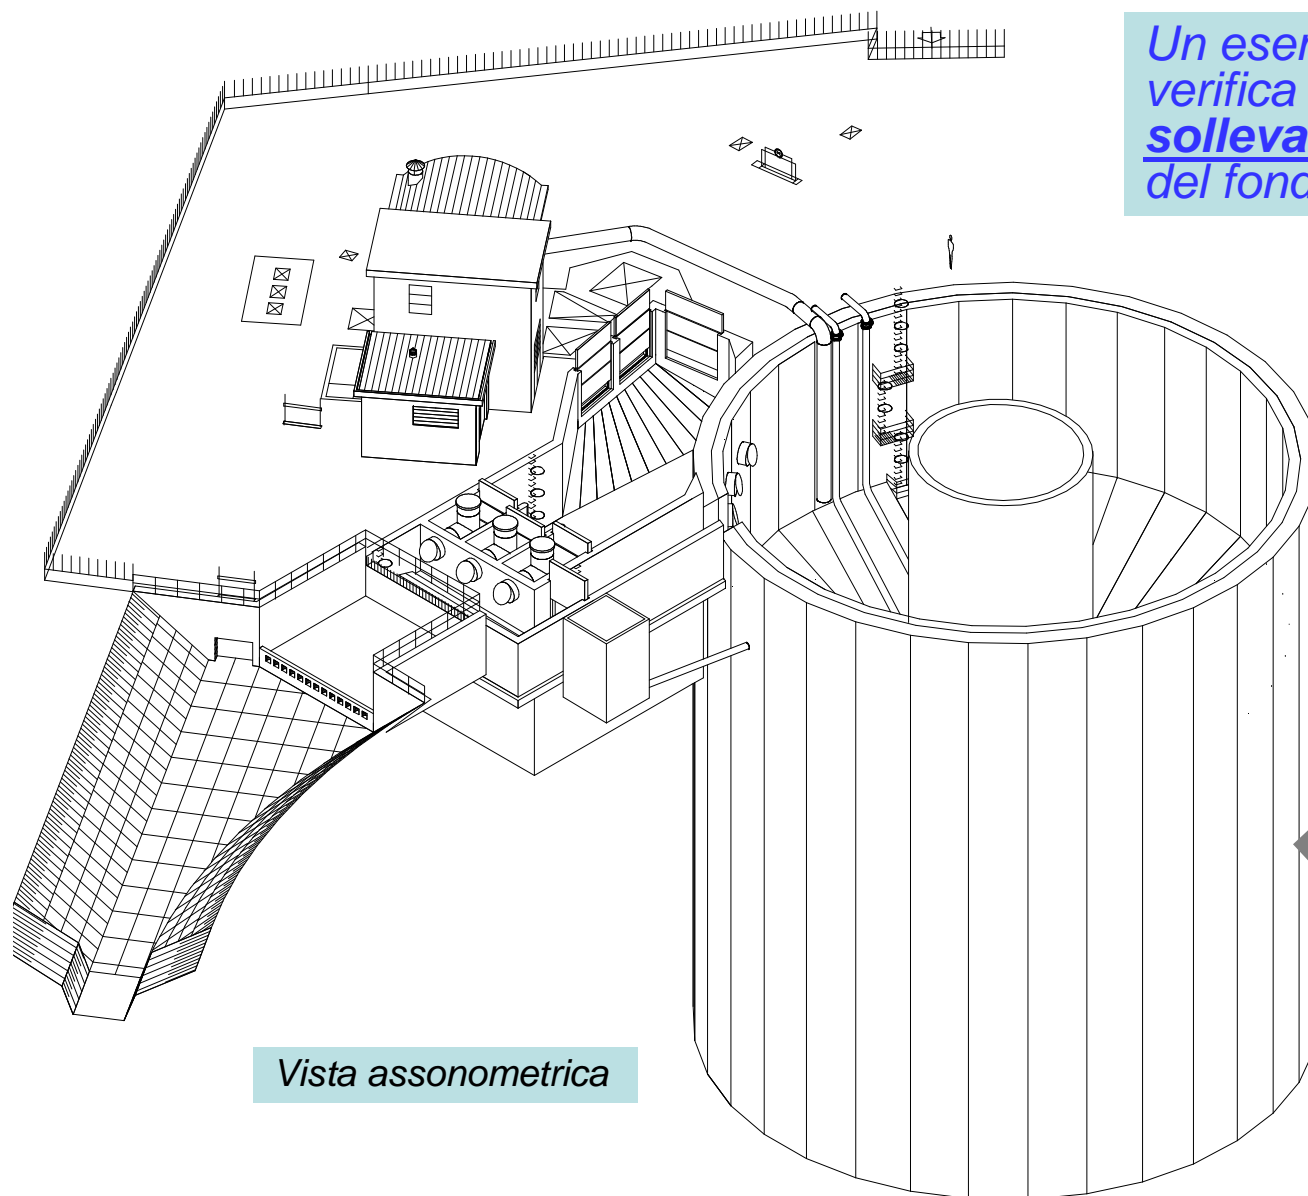 Un eser
verifica
solleva
del fond
Vista assonometrica